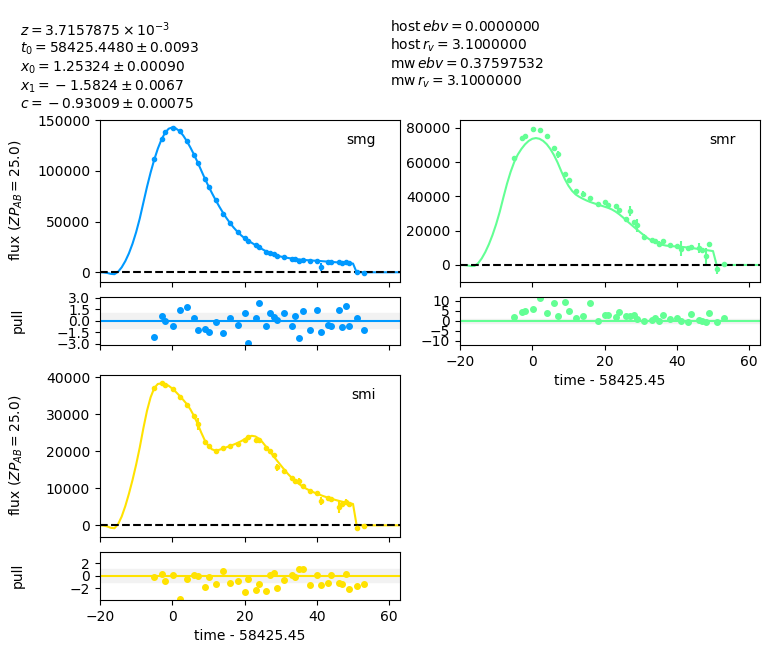 z = 3.7157875 × 10⁻³
t₀ = 58425.4480 ± 0.0093
x₀ = 1.25324 ± 0.00090
x₁ = −1.5824 ± 0.0067
c = −0.93009 ± 0.00075
host ebv = 0.0000000
host r_v = 3.1000000
mw ebv = 0.37597532
mw r_v = 3.1000000
150000
100000
50000
0
flux (ZP_AB = 25.0)
smg
80000
60000
40000
20000
0
smr
3.0
1.5
0.0
−1.5
−3.0
pull
10
5
0
−5
−10
−20
0
20
40
60
time - 58425.45
40000
30000
20000
10000
0
flux (ZP_AB = 25.0)
smi
2
0
−2
pull
−20
0
20
40
60
time - 58425.45